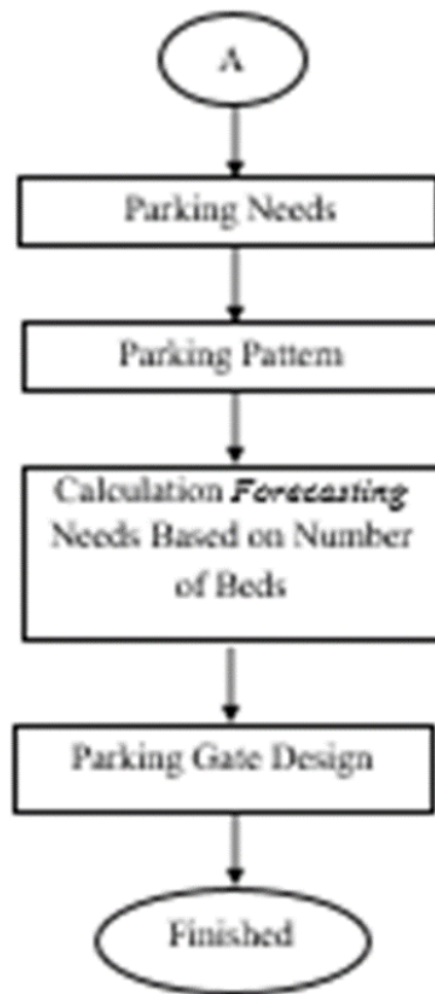 A
Parking Needs
Parking Pattern
Calculation Forecasting
Needs Based on Number
of Beds
Parking Gate Design
Finished